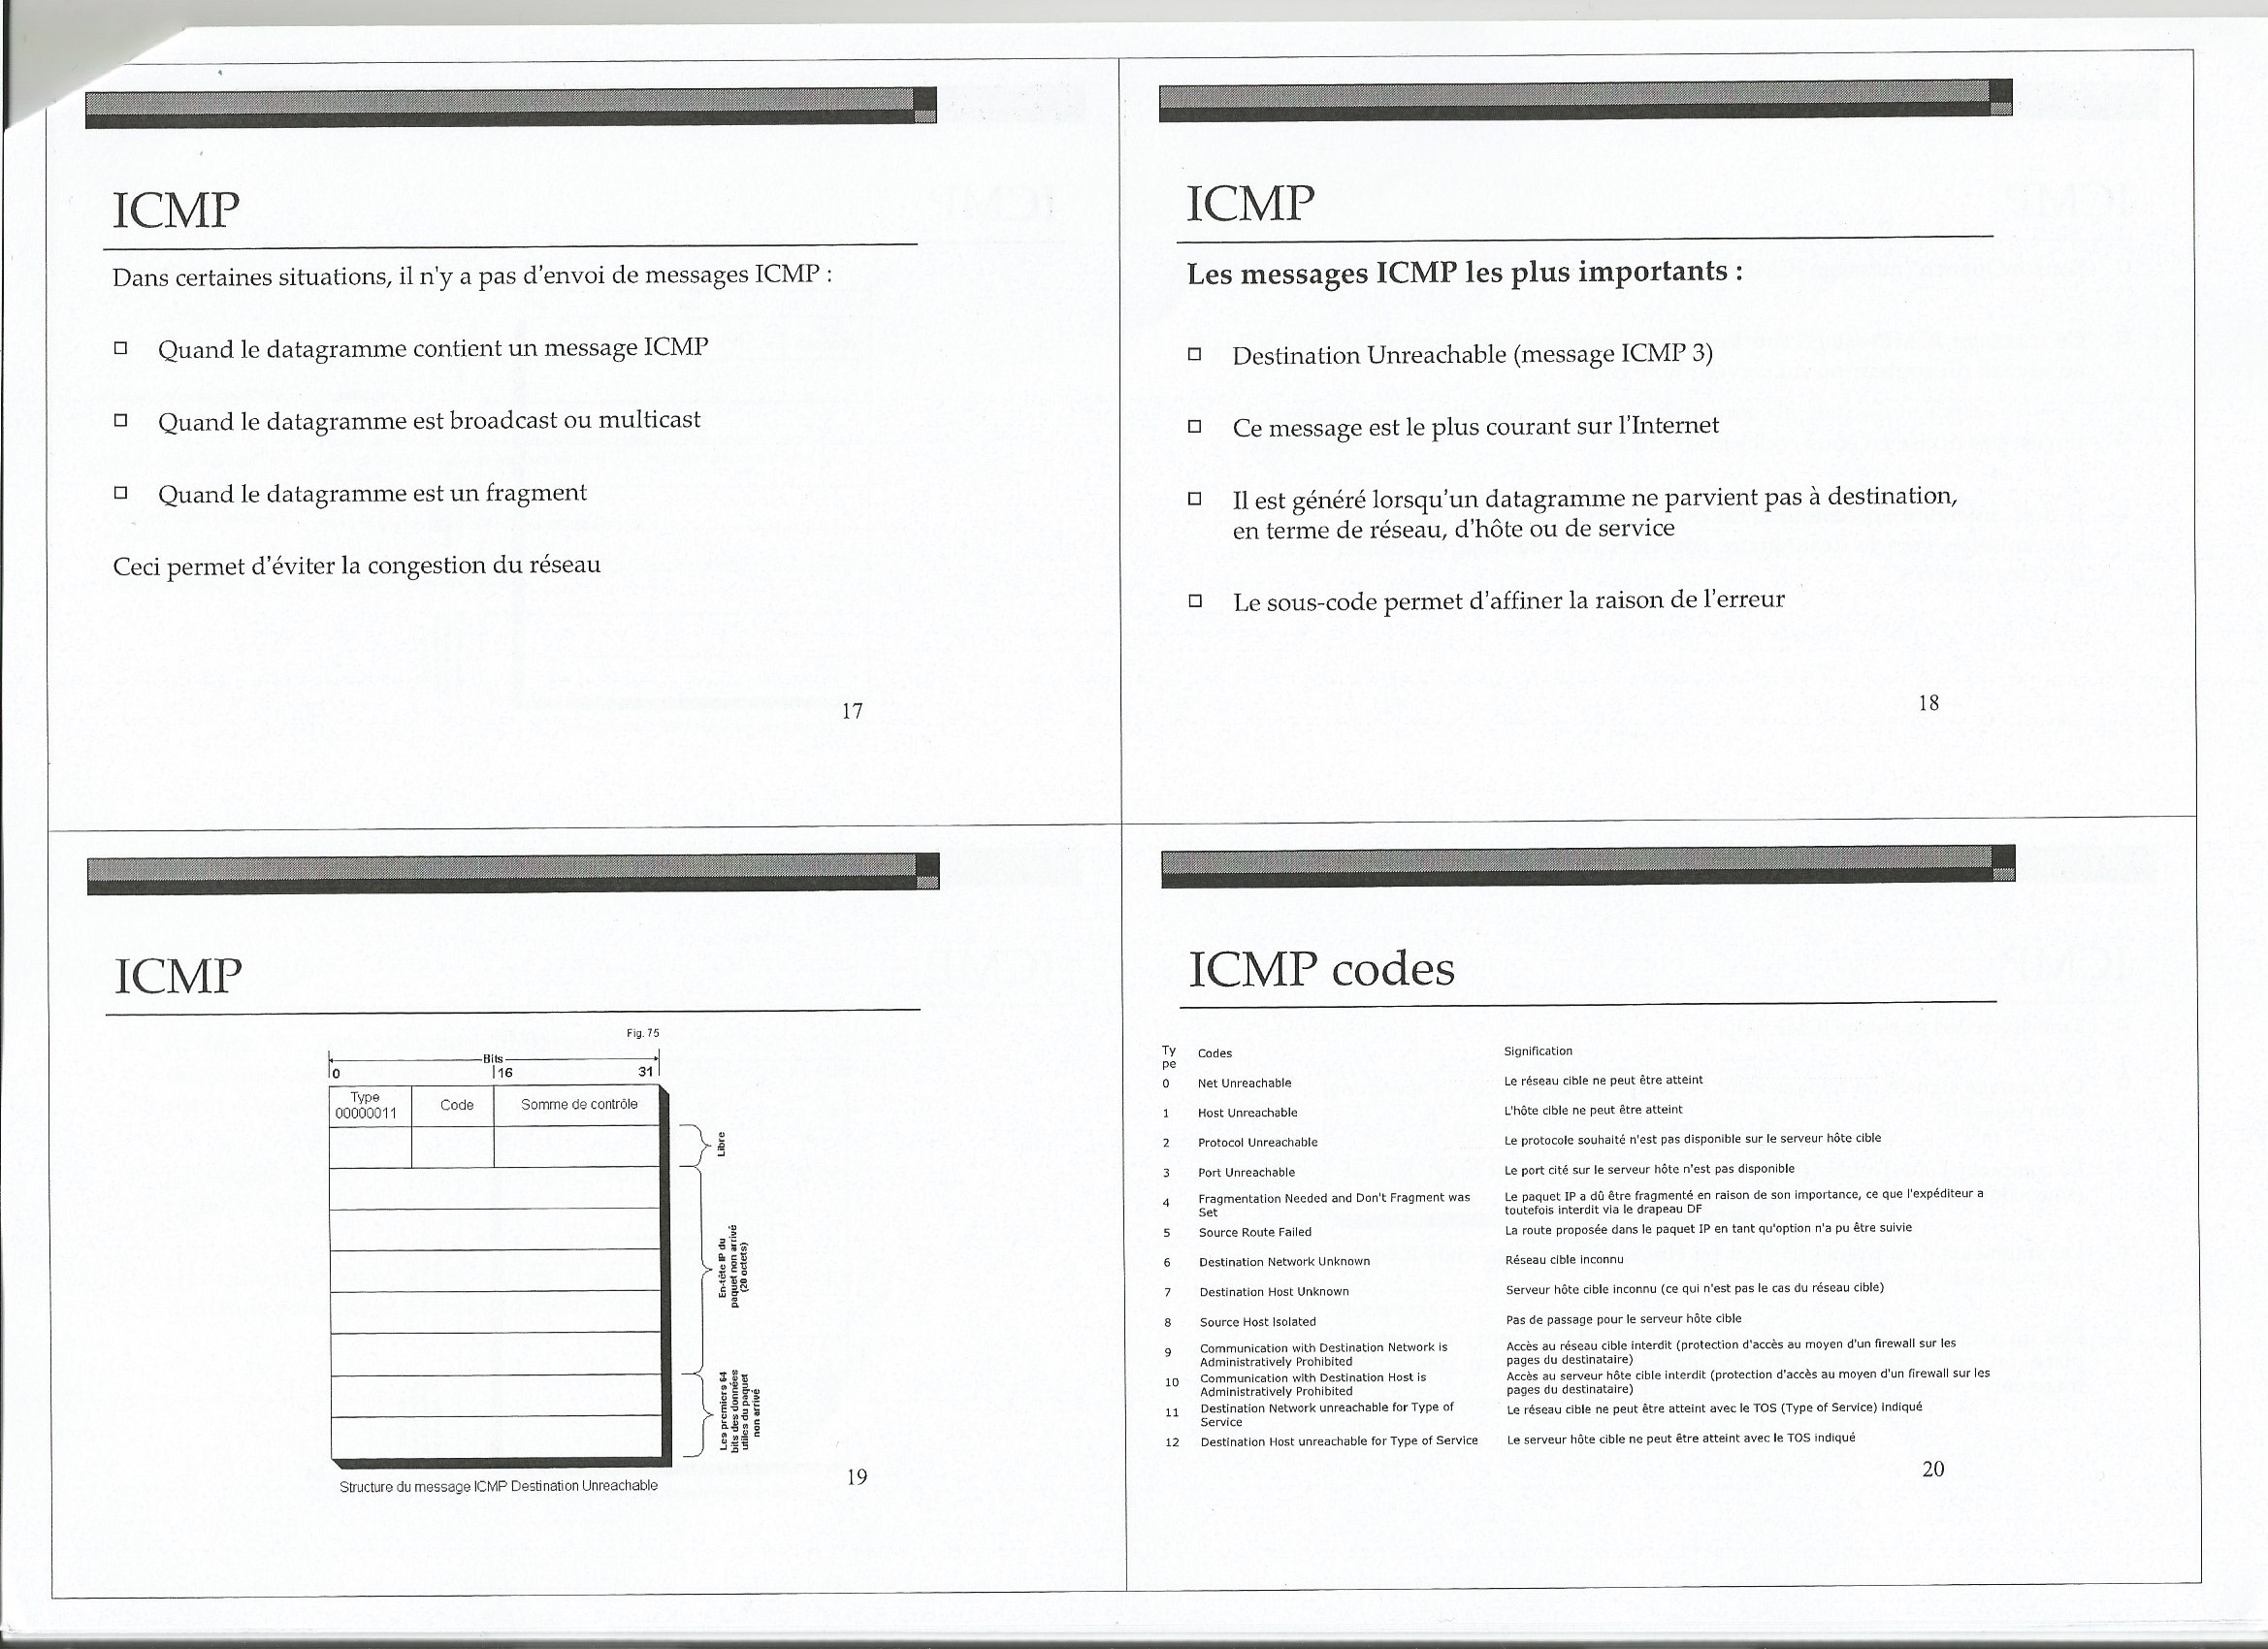 ICMP
Dans certaines situations, il n'y a pas d'envoi de messages ICMP :
Quand le datagramme contient un message ICMP
Quand le datagramme est broadcast ou multicast
Quand le datagramme est un fragment
Ceci permet d'éviter la congestion du réseau
17
ICMP
Les messages ICMP les plus importants :
Destination Unreachable (message ICMP 3)
Ce message est le plus courant sur l'Internet
Il est généré lorsqu'un datagramme ne parvient pas à destination,
en terme de réseau, d'hôte ou de service
Le sous-code permet d'affiner la raison de l'erreur
18
ICMP
Fig. 75
Bits
0 16 31
Type
00000011
Code
Somme de contrôle
Libre
En-tête IP du
paquet non arrivé
(20 octets)
Les premiers 64
bits des données
utiles du paquet
non arrivé
Structure du message ICMP Destination Unreachable
19
ICMP codes
Ty
pe
Codes
Signification
0 Net Unreachable Le réseau cible ne peut être atteint
1 Host Unreachable L'hôte cible ne peut être atteint
2 Protocol Unreachable Le protocole souhaité n'est pas disponible sur le serveur hôte cible
3 Port Unreachable Le port cité sur le serveur hôte n'est pas disponible
4 Fragmentation Needed and Don't Fragment was
Set
Le paquet IP a dû être fragmenté en raison de son importance, ce que l'expéditeur a
toutefois interdit via le drapeau DF
5 Source Route Failed La route proposée dans le paquet IP en tant qu'option n'a pu être suivie
6 Destination Network Unknown Réseau cible inconnu
7 Destination Host Unknown Serveur hôte cible inconnu (ce qui n'est pas le cas du réseau cible)
8 Source Host Isolated Pas de passage pour le serveur hôte cible
9 Communication with Destination Network is
Administratively Prohibited
Accès au réseau cible interdit (protection d'accès au moyen d'un firewall sur les
pages du destinataire)
10 Communication with Destination Host is
Administratively Prohibited
Accès au serveur hôte cible interdit (protection d'accès au moyen d'un firewall sur les
pages du destinataire)
11 Destination Network unreachable for Type of
Service
Le réseau cible ne peut être atteint avec le TOS (Type of Service) indiqué
12 Destination Host unreachable for Type of Service Le serveur hôte cible ne peut être atteint avec le TOS indiqué
20